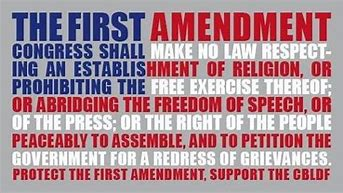 THE FIRST AMENDMENT
CONGRESS SHALL MAKE NO LAW RESPECT-
ING AN ESTABLISHMENT OF RELIGION, OR
PROHIBITING THE FREE EXERCISE THEREOF;
OR ABRIDGING THE FREEDOM OF SPEECH, OR
OF THE PRESS; OR THE RIGHT OF THE PEOPLE
PEACEABLY TO ASSEMBLE, AND TO PETITION THE
GOVERNMENT FOR A REDRESS OF GRIEVANCES.
PROTECT THE FIRST AMENDMENT, SUPPORT THE CBLDF